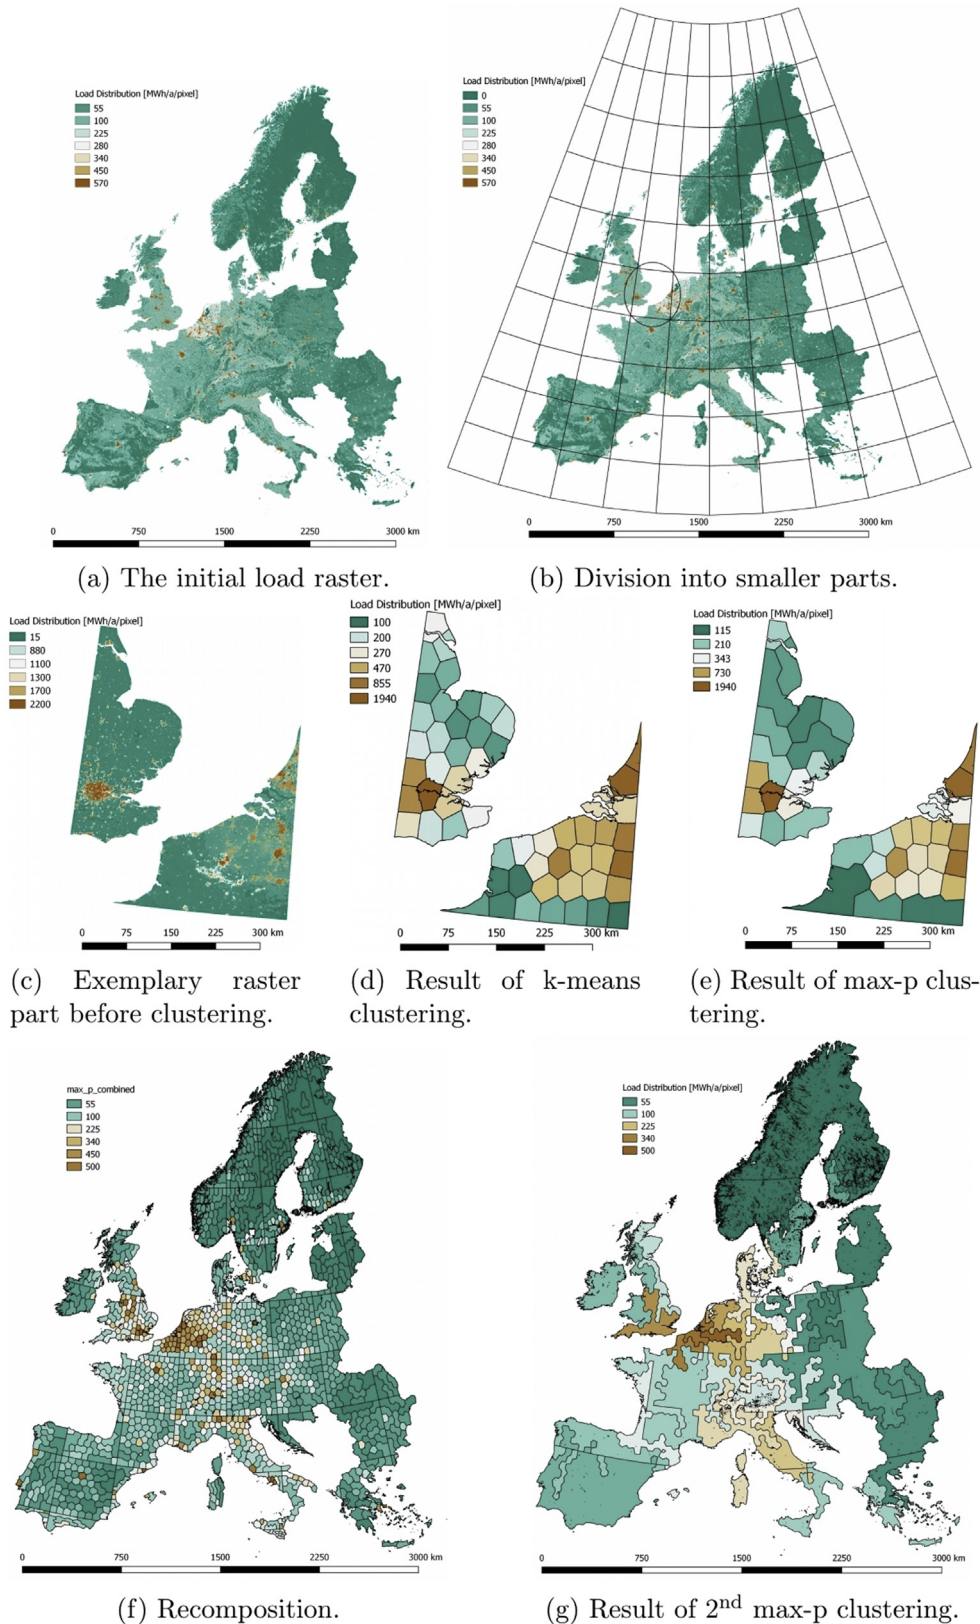 Load Distribution [MWh/a/pixel]
55
100
225
280
340
450
570
0 750 1500 2250 3000 km
(a) The initial load raster.
Load Distribution [MWh/a/pixel]
0
55
100
225
280
340
450
570
0 750 1500 2250 3000 km
(b) Division into smaller parts.
Load Distribution [MWh/a/pixel]
15
880
1100
1300
1700
2200
0 75 150 225 300 km
(c) Exemplary raster
part before clustering.
Load Distribution [MWh/a/pixel]
100
200
270
470
855
1940
0 75 150 225 300 km
(d) Result of k-means
clustering.
Load Distribution [MWh/a/pixel]
115
210
343
730
1940
0 75 150 225 300 km
(e) Result of max-p clus-
tering.
max_p_combined
55
100
225
340
450
500
0 750 1500 2250 3000 km
(f) Recomposition.
Load Distribution [MWh/a/pixel]
55
100
225
340
500
0 750 1500 2250 3000 km
(g) Result of 2nd max-p clustering.